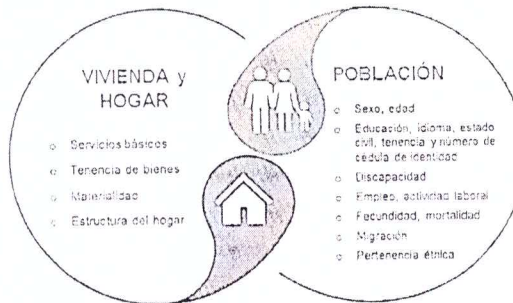 VIVIENDA y
HOGAR
Servicios básicos
Tenencia de bienes
Materialidad
Estructura del hogar
POBLACIÓN
Sexo, edad
Educación, idioma, estado
civil, tenencia y número de
cédula de identidad
Discapacidad
Empleo, actividad laboral
Fecundidad, mortalidad
Migración
Pertenencia étnica